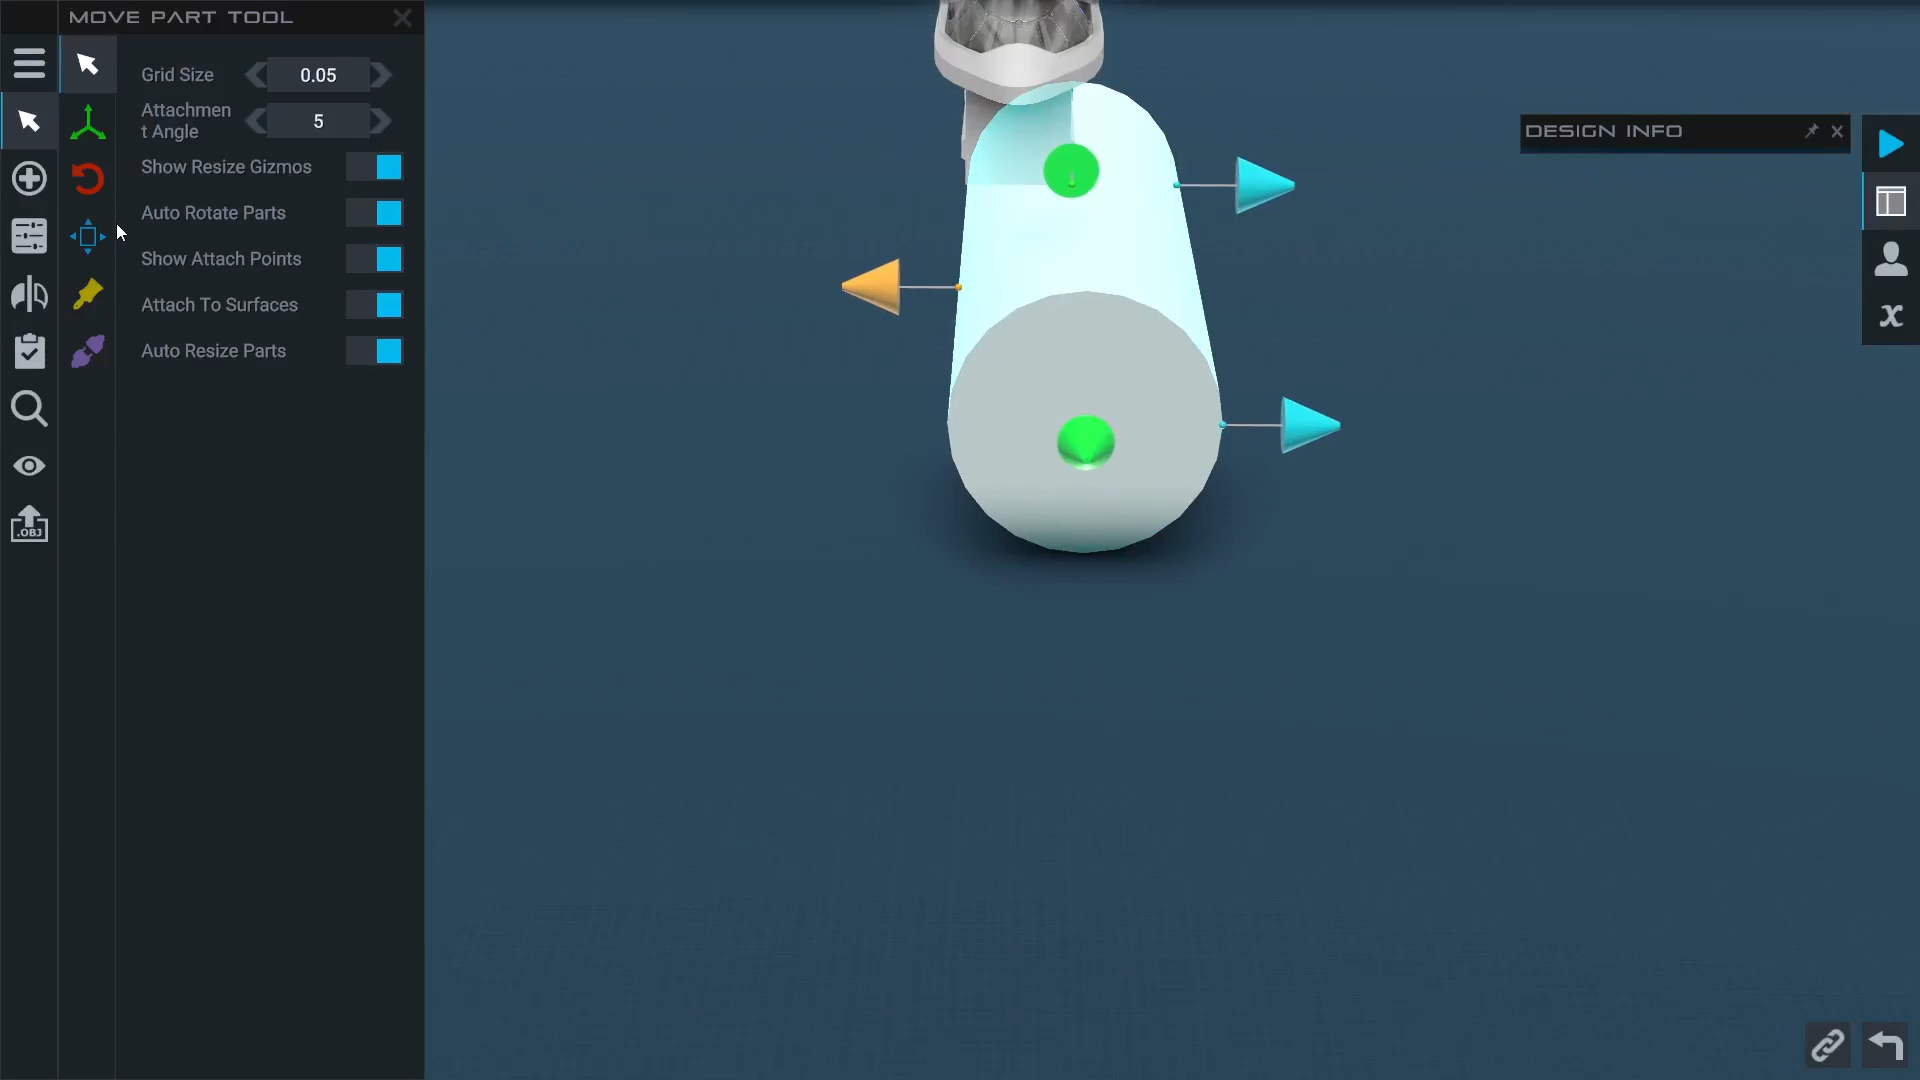 MOVE PART TOOL
Grid Size
0.05
Attachmen
t Angle
5
Show Resize Gizmos
Auto Rotate Parts
Show Attach Points
Attach To Surfaces
Auto Resize Parts
.OBJ
DESIGN INFO
x